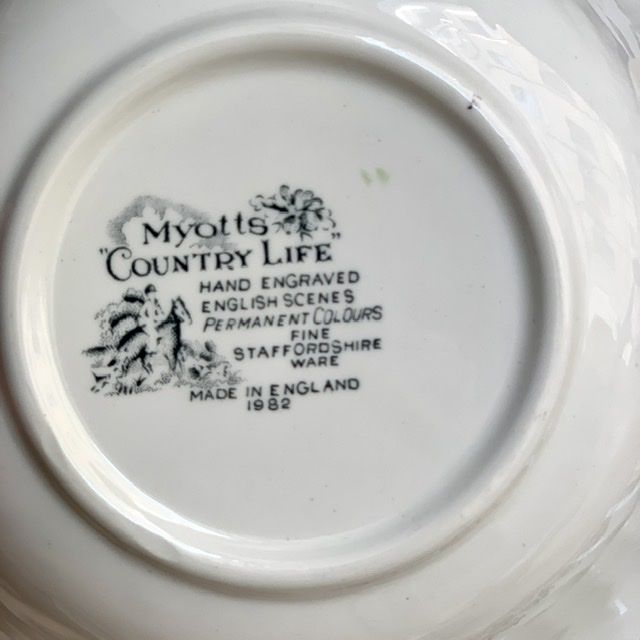 Myotts
"COUNTRY LIFE"
HAND ENGRAVED
ENGLISH SCENES
PERMANENT COLOURS
FINE
STAFFORDSHIRE
WARE
MADE IN ENGLAND
1982